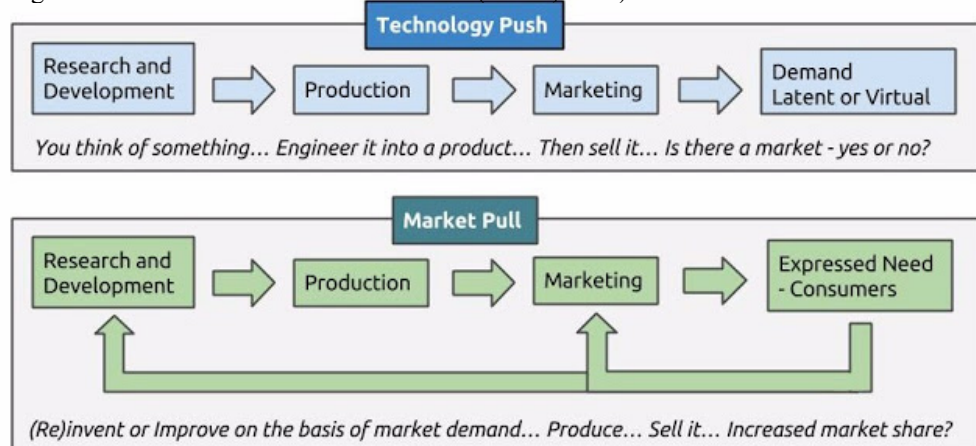 Technology Push
Research and
Development
Production
Marketing
Demand
Latent or Virtual
You think of something... Engineer it into a product... Then sell it... Is there a market - yes or no?
Market Pull
Research and
Development
Production
Marketing
Expressed Need
- Consumers
(Re)invent or Improve on the basis of market demand... Produce... Sell it... Increased market share?